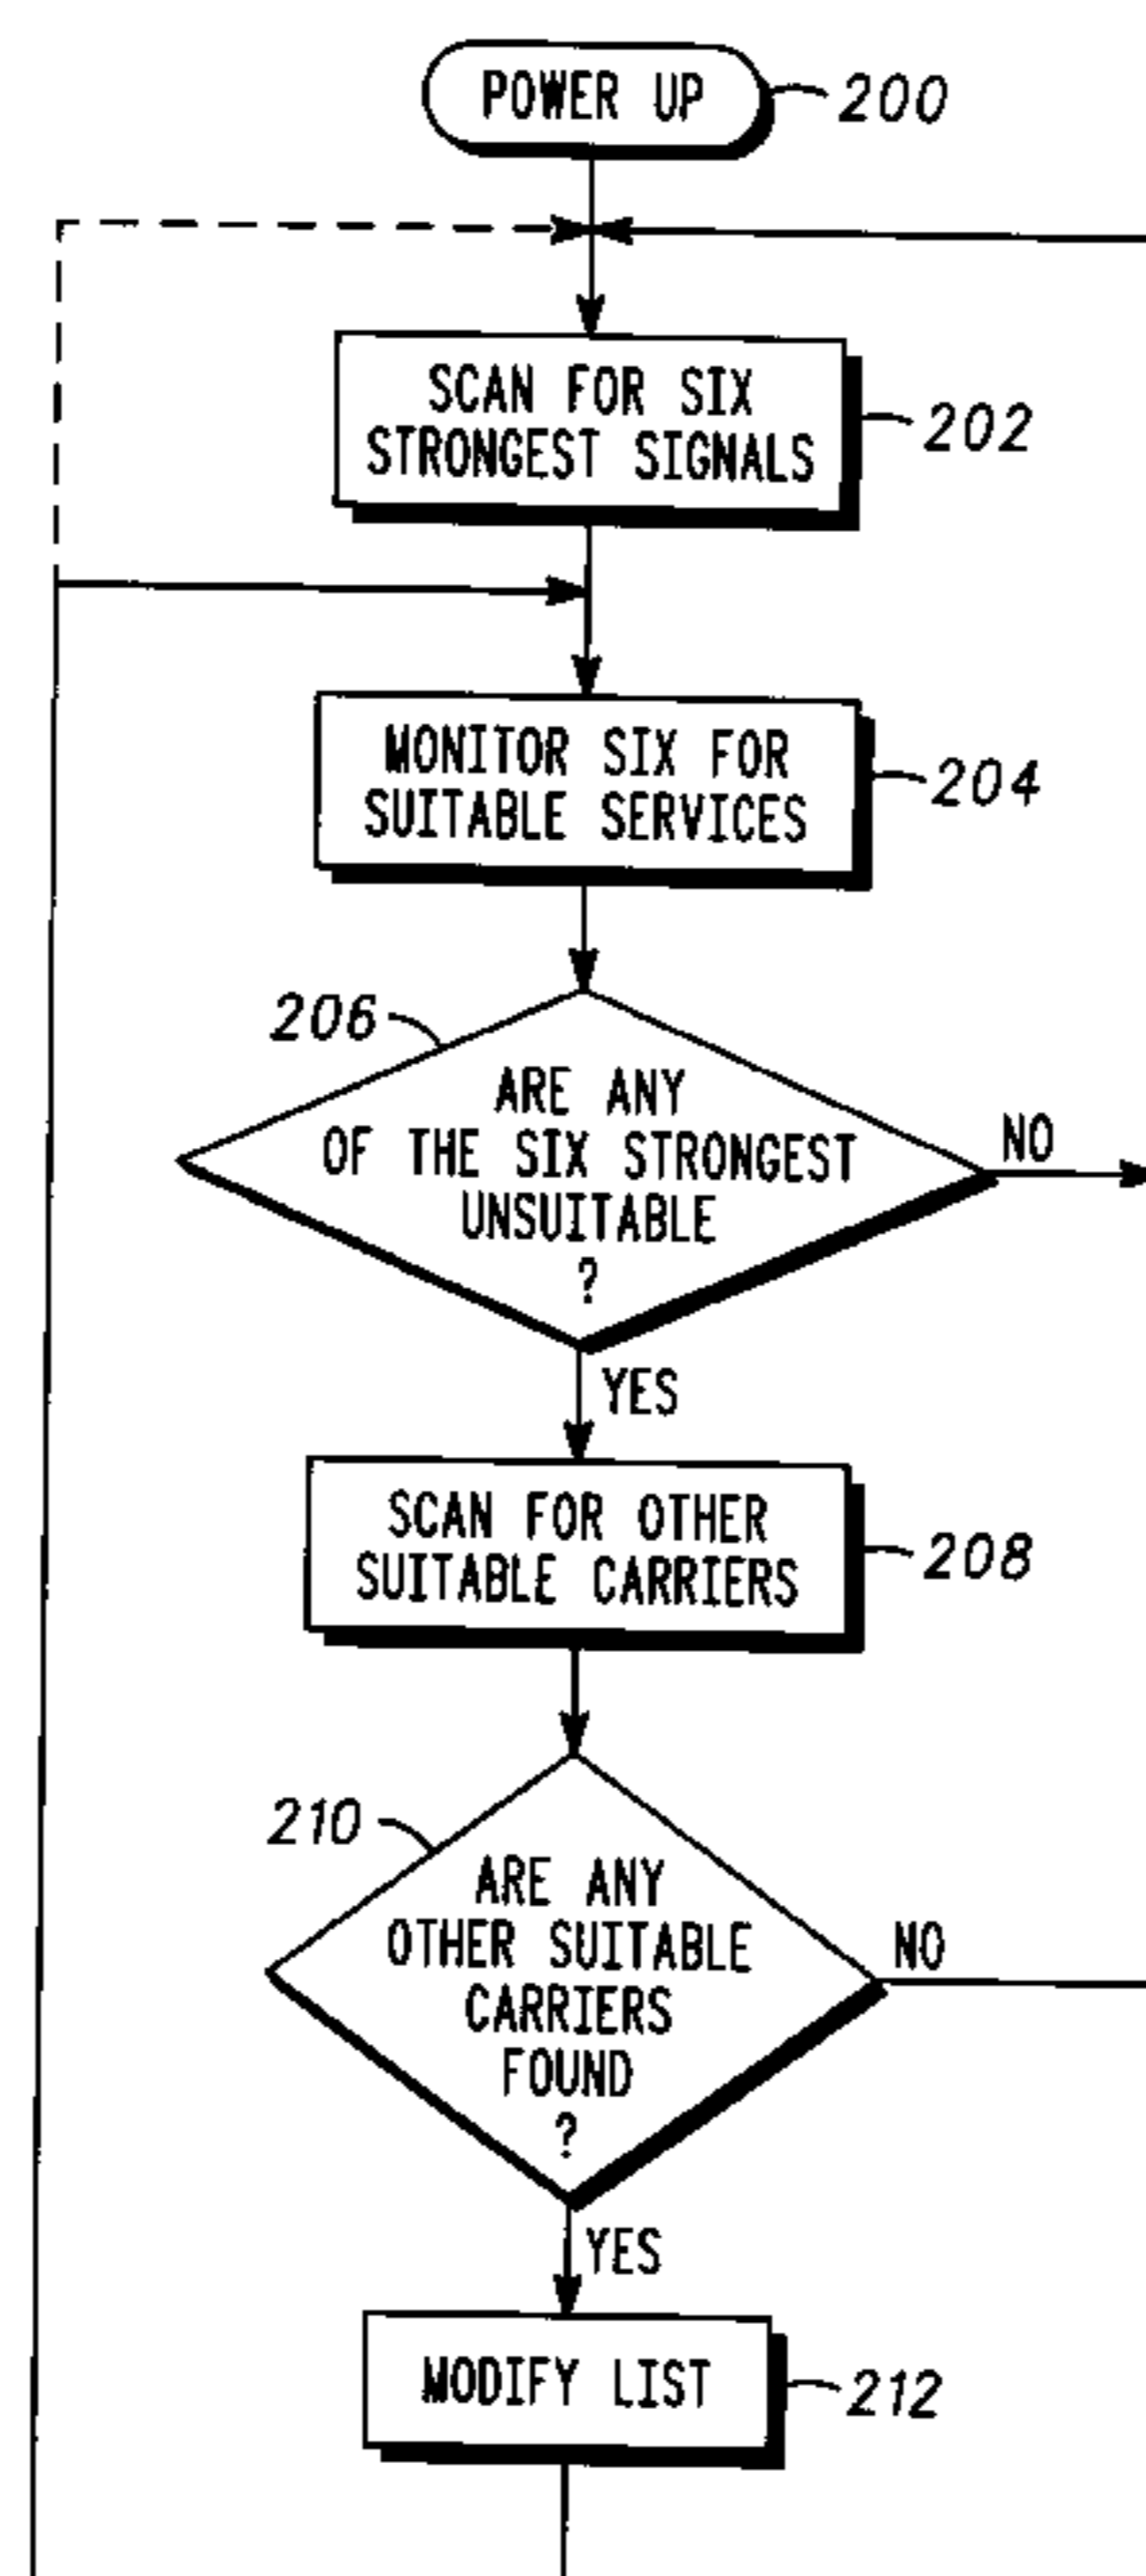 POWER UP
200
SCAN FOR SIX
STRONGEST SIGNALS
202
MONITOR SIX FOR
SUITABLE SERVICES
204
206
ARE ANY
OF THE SIX STRONGEST
UNSUITABLE
?
NO
YES
SCAN FOR OTHER
SUITABLE CARRIERS
208
210
ARE ANY
OTHER SUITABLE
CARRIERS
FOUND
?
NO
YES
MODIFY LIST
212